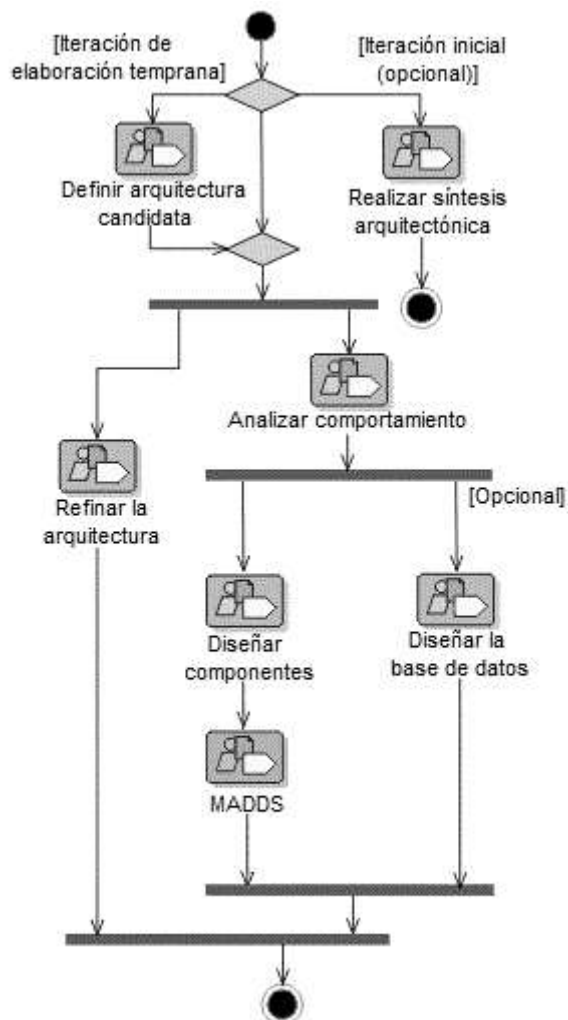 [Iteración de
elaboración temprana]
[Iteración inicial
(opcional)]
Definir arquitectura
candidata
Realizar síntesis
arquitectónica
Analizar comportamiento
[Opcional]
Refinar la
arquitectura
Diseñar
componentes
Diseñar la
base de datos
MADDS